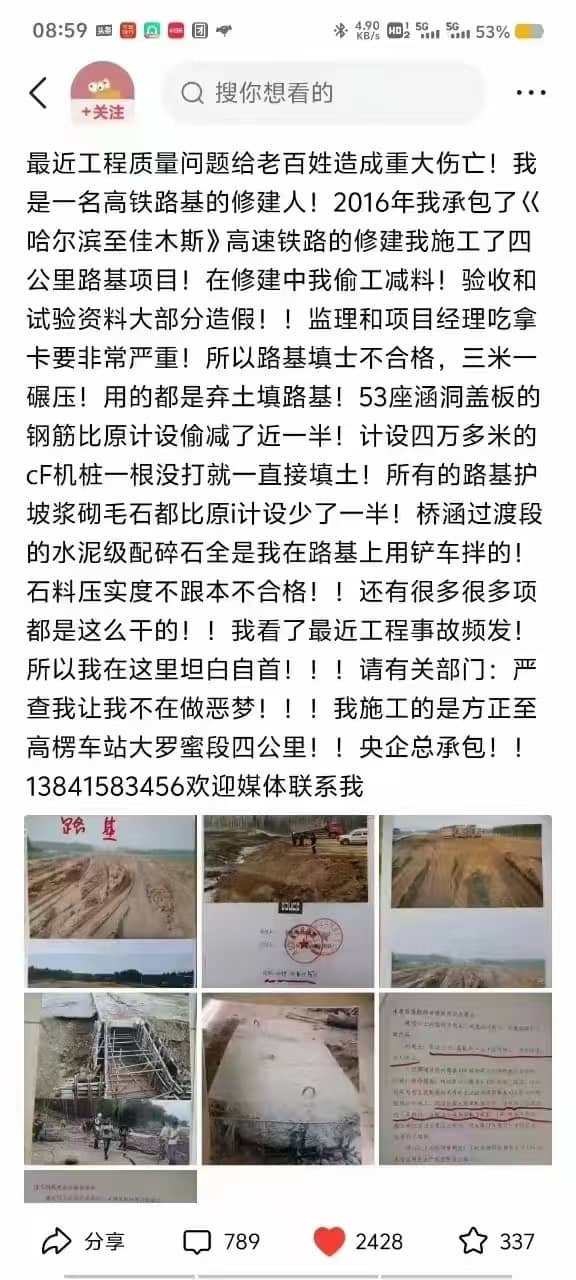 08:59
4.90
KB/s
HD 1 2
5G
5G
53%
+关注
搜你想看的
最近工程质量问题给老百姓造成重大伤亡！我
是一名高铁路基的修建人！2016年我承包了《
哈尔滨至佳木斯》高速铁路的修建我施工了四
公里路基项目！在修建中我偷工减料！验收和
试验资料大部分造假！！监理和项目经理吃拿
卡要非常严重！所以路基填士不合格，三米一
碾压！用的都是弃土填路基！53座涵洞盖板的
钢筋比原计设偷减了近一半！计设四万多米的
cF机桩一根没打就一直接填土！所有的路基护
坡浆砌毛石都比原i计设少了一半！桥涵过渡段
的水泥级配碎石全是我在路基上用铲车拌的！
石料压实度不跟本不合格！！还有很多很多项
都是这么干的！！我看了最近工程事故频发！
所以我在这里坦白自首！！！请有关部门：严
查我让我不在做恶梦！！！我施工的是方正至
高楞车站大罗蜜段四公里！！央企总承包！！
13841583456欢迎媒体联系我
路基
分享
789
2428
337